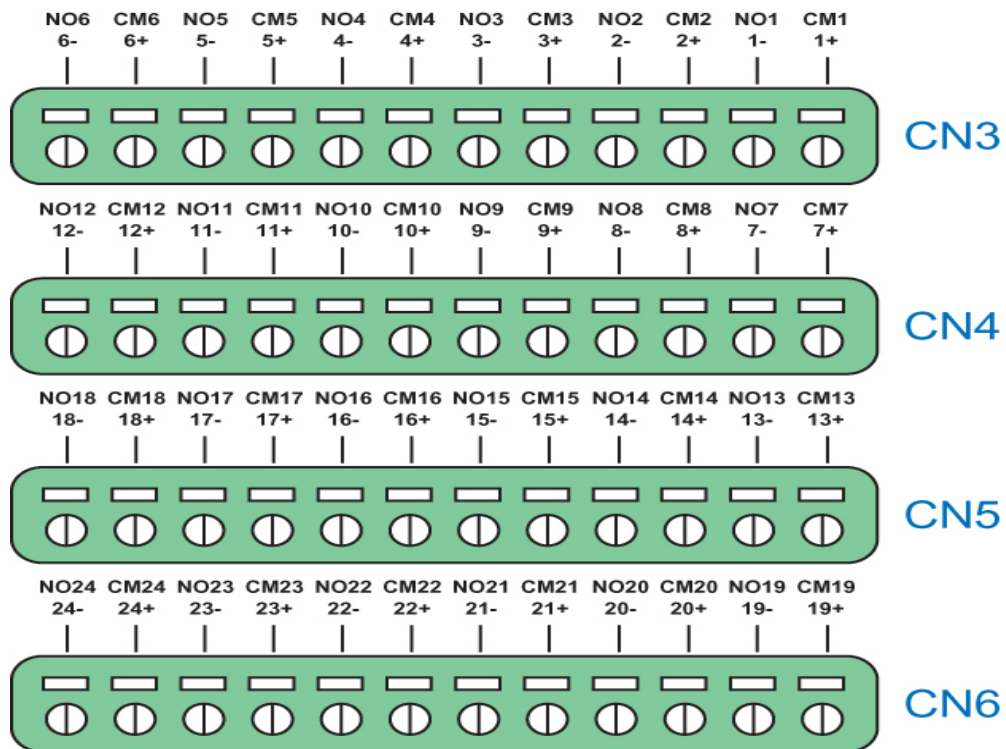 NO6 CM6 NO5 CM5 NO4 CM4 NO3 CM3 NO2 CM2 NO1 CM1
6- 6+ 5- 5+ 4- 4+ 3- 3+ 2- 2+ 1- 1+
CN3
NO12 CM12 NO11 CM11 NO10 CM10 NO9 CM9 NO8 CM8 NO7 CM7
12- 12+ 11- 11+ 10- 10+ 9- 9+ 8- 8+ 7- 7+
CN4
NO18 CM18 NO17 CM17 NO16 CM16 NO15 CM15 NO14 CM14 NO13 CM13
18- 18+ 17- 17+ 16- 16+ 15- 15+ 14- 14+ 13- 13+
CN5
NO24 CM24 NO23 CM23 NO22 CM22 NO21 CM21 NO20 CM20 NO19 CM19
24- 24+ 23- 23+ 22- 22+ 21- 21+ 20- 20+ 19- 19+
CN6